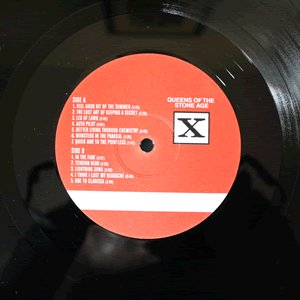 QUEENS OF THE
STONE AGE
X
SIDE A
1. FEEL GOOD HIT OF THE SUMMER
2. THE LOST ART OF KEEPING A SECRET
3. LEG OF LAMB
4. AUTO PILOT
5. BETTER LIVING THROUGH CHEMISTRY
6. MONSTERS IN THE PARASOL
7. QUICK AND TO THE POINTLESS
SIDE B
1. IN THE FADE
2. TENSION HEAD
3. LIGHTNING SONG
4. I THINK I LOST MY HEADACHE
5. ODE TO CLARISSA